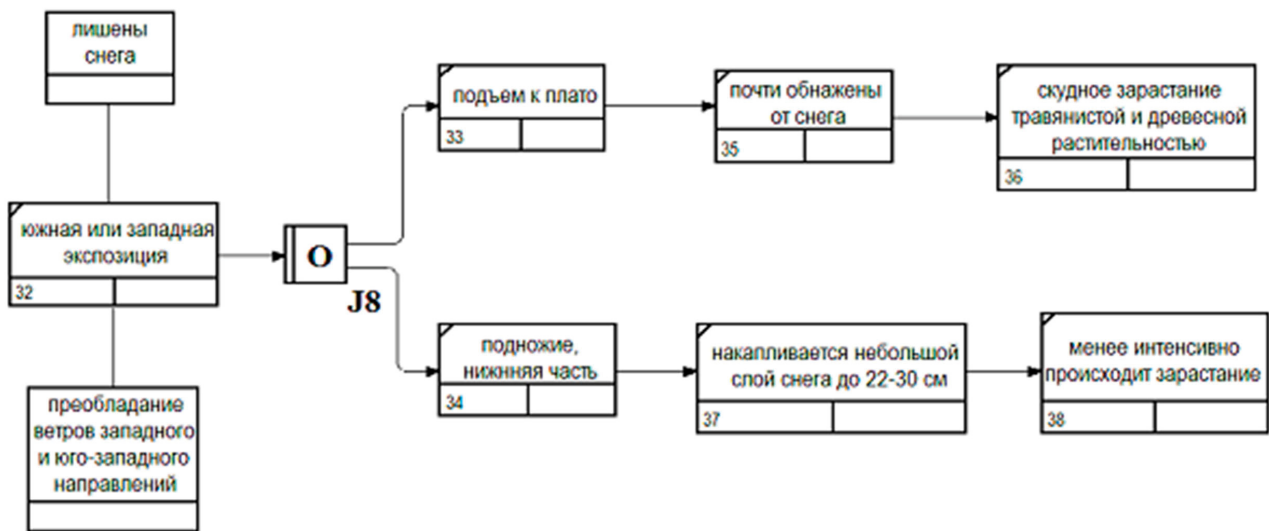 лишены
снега
южная или западная
экспозиция
32
преобладание
ветров западного
и юго-западного
направлений
O
J8
подъем к плато
33
почти обнажены
от снега
35
скудное зарастание
травянистой и древесной
растительностью
36
подножие,
нижнняя часть
34
накапливается небольшой
слой снега до 22-30 см
37
менее интенсивно
происходит зарастание
38